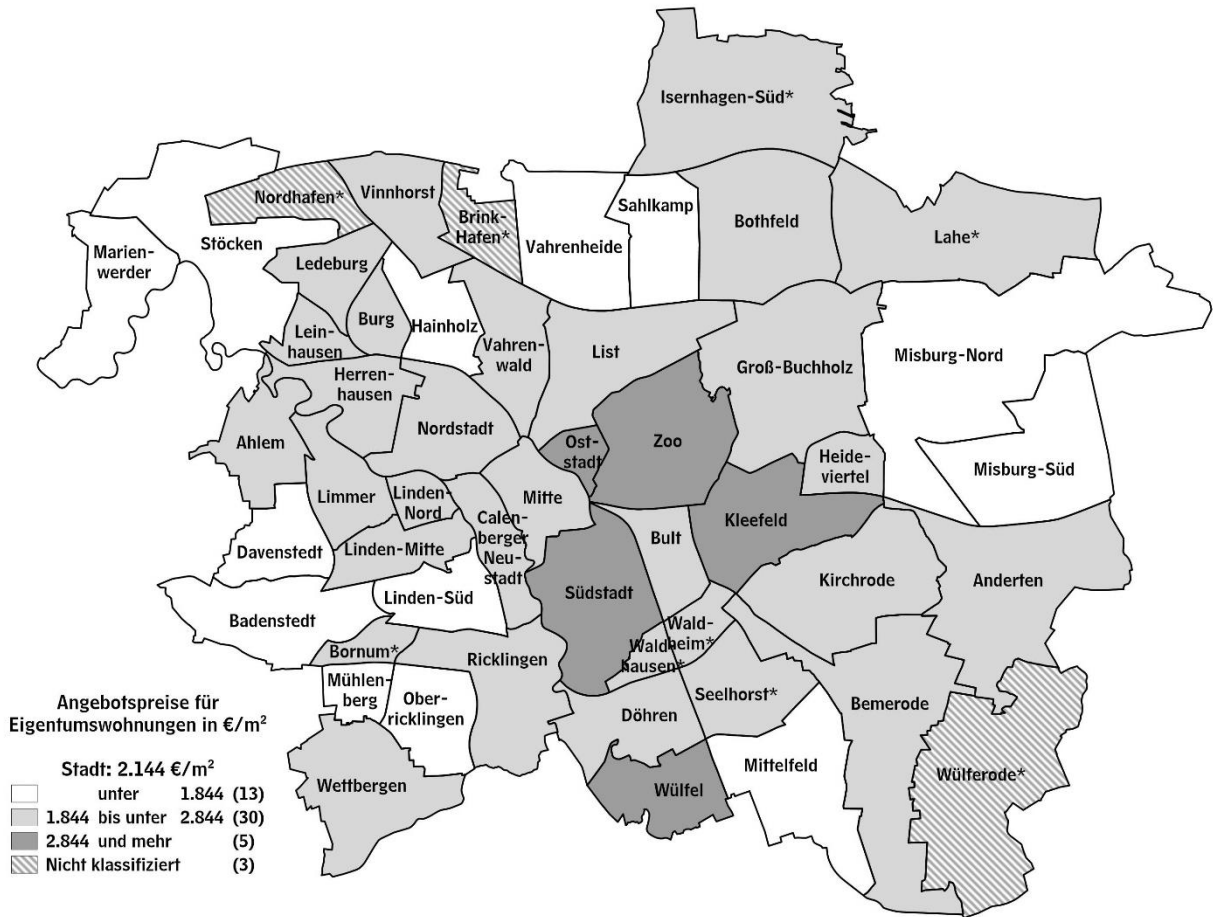 Isernhagen-Süd*
Nordhafen*
Vinnhorst
Brink-
Hafen*
Sahlkamp
Bothfeld
Lahe*
Marien-
werder
Stöcken
Vahrenheide
Ledeburg
Burg
Hainholz
Lein-
hausen
Vahren-
wald
List
Groß-Buchholz
Misburg-Nord
Herren-
hausen
Nordstadt
Ahlem
Ost-
stadt
Zoo
Heide-
viertel
Misburg-Süd
Limmer
Linden-
Nord
Mitte
Calen-
berger
Neu-
stadt
Kleefeld
Davenstedt
Linden-Mitte
Bult
Kirchrode
Anderten
Badenstedt
Linden-Süd
Südstadt
Wald-
heim*
Wald-
hausen*
Bornum*
Ricklingen
Mühlen-
berg
Ober-
ricklingen
Döhren
Seelhorst*
Bemerode
Wettbergen
Wülfel
Mittelfeld
Wülferode*
Angebotspreise für
Eigentumswohnungen in €/m²
Stadt: 2.144 €/m²
unter 1.844 (13)
1.844 bis unter 2.844 (30)
2.844 und mehr (5)
Nicht klassifiziert (3)